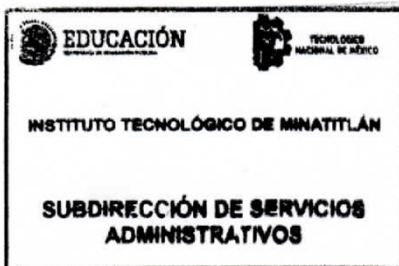 EDUCACIÓN
TECNOLÓGICO
NACIONAL DE MÉXICO
INSTITUTO TECNOLÓGICO DE MINATITLÁN
SUBDIRECCIÓN DE SERVICIOS
ADMINISTRATIVOS